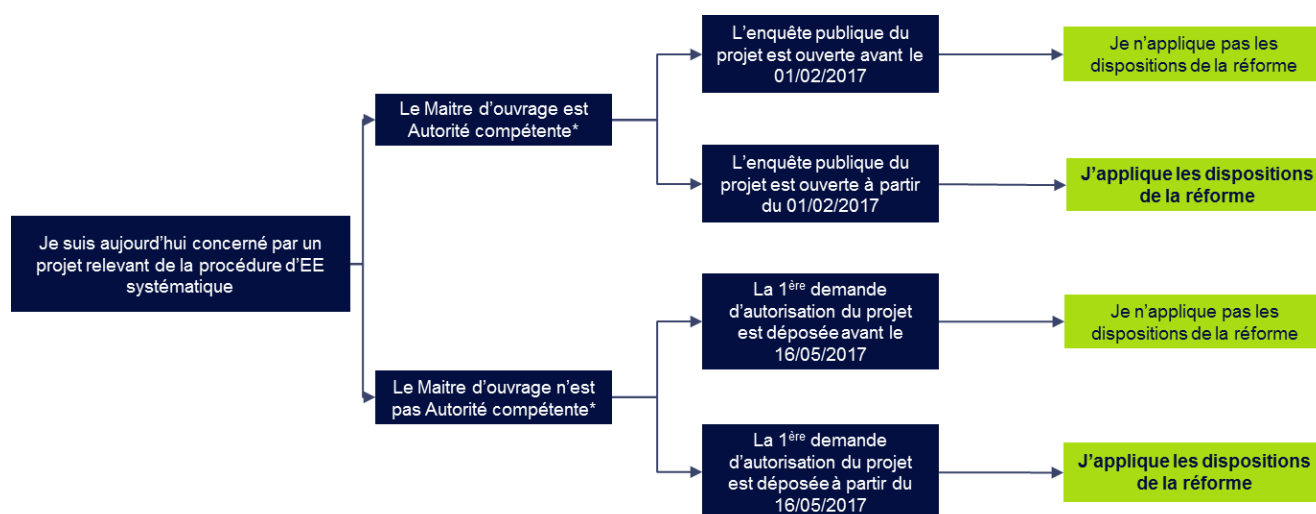 Je suis aujourd'hui concerné par un
projet relevant de la procédure d'EE
systématique
Le Maitre d'ouvrage est
Autorité compétente*
L'enquête publique du
projet est ouverte avant le
01/02/2017
Je n'applique pas les
dispositions de la réforme
L'enquête publique du
projet est ouverte à partir
du 01/02/2017
J'applique les dispositions
de la réforme
Le Maitre d'ouvrage n'est
pas Autorité compétente*
La 1ère demande
d'autorisation du projet
est déposée avant le
16/05/2017
Je n'applique pas les
dispositions de la réforme
La 1ère demande
d'autorisation du projet
est déposée à partir du
16/05/2017
J'applique les dispositions
de la réforme